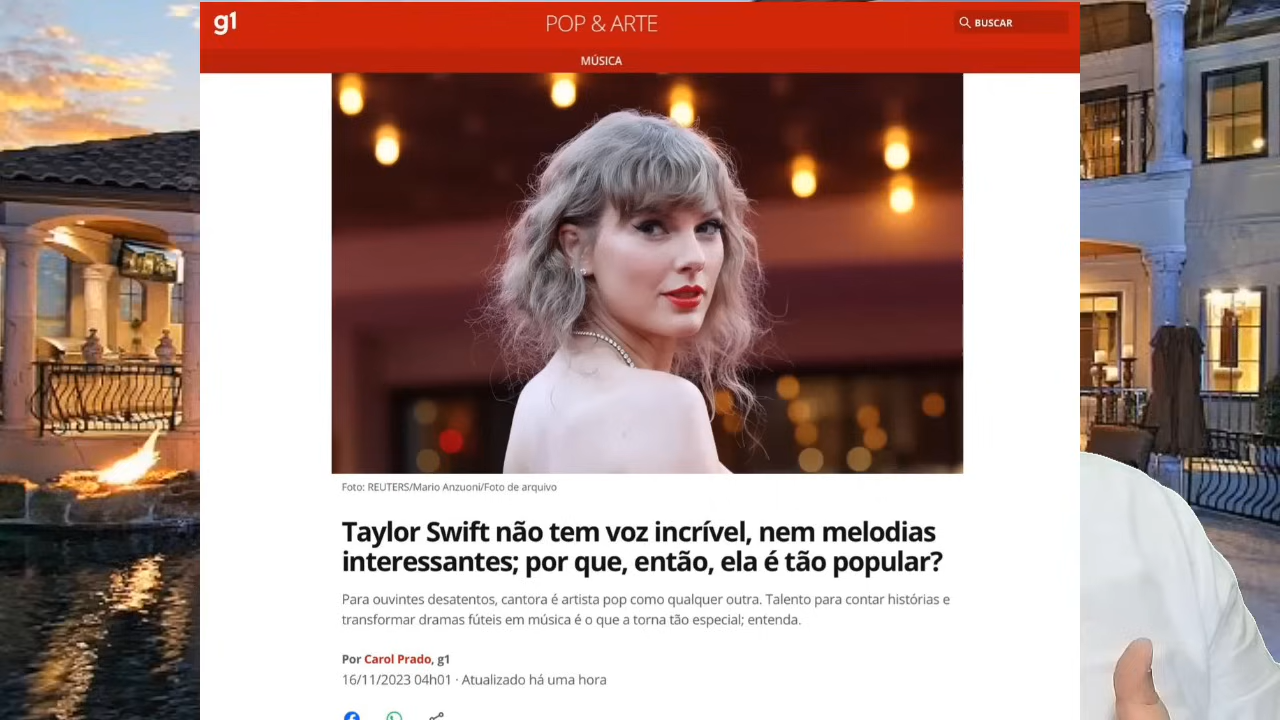 g1
POP & ARTE
BUSCAR
MÚSICA
Foto: REUTERS/Mario Anzuoni/Foto de arquivo
Taylor Swift não tem voz incrível, nem melodias
interessantes; por que, então, ela é tão popular?
Para ouvintes desatentos, cantora é artista pop como qualquer outra. Talento para contar histórias e
transformar dramas fúteis em música é o que a torna tão especial; entenda.
Por Carol Prado, g1
16/11/2023 04h01 · Atualizado há uma hora